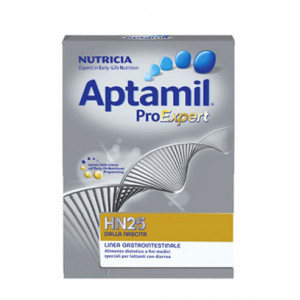 NUTRICIA
Expert in Early-Life Nutrition
Aptamil®
ProExpert
HN25
DALLA NASCITA
LINEA GASTROINTESTINALE
Alimento dietetico a fini medici
speciali per lattanti con diarrea